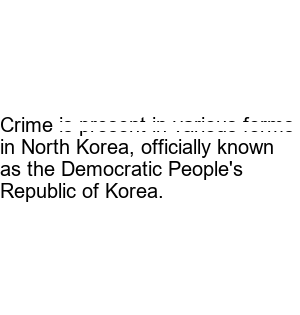 Crime is present in various forms
in North Korea, officially known
as the Democratic People's
Republic of Korea.